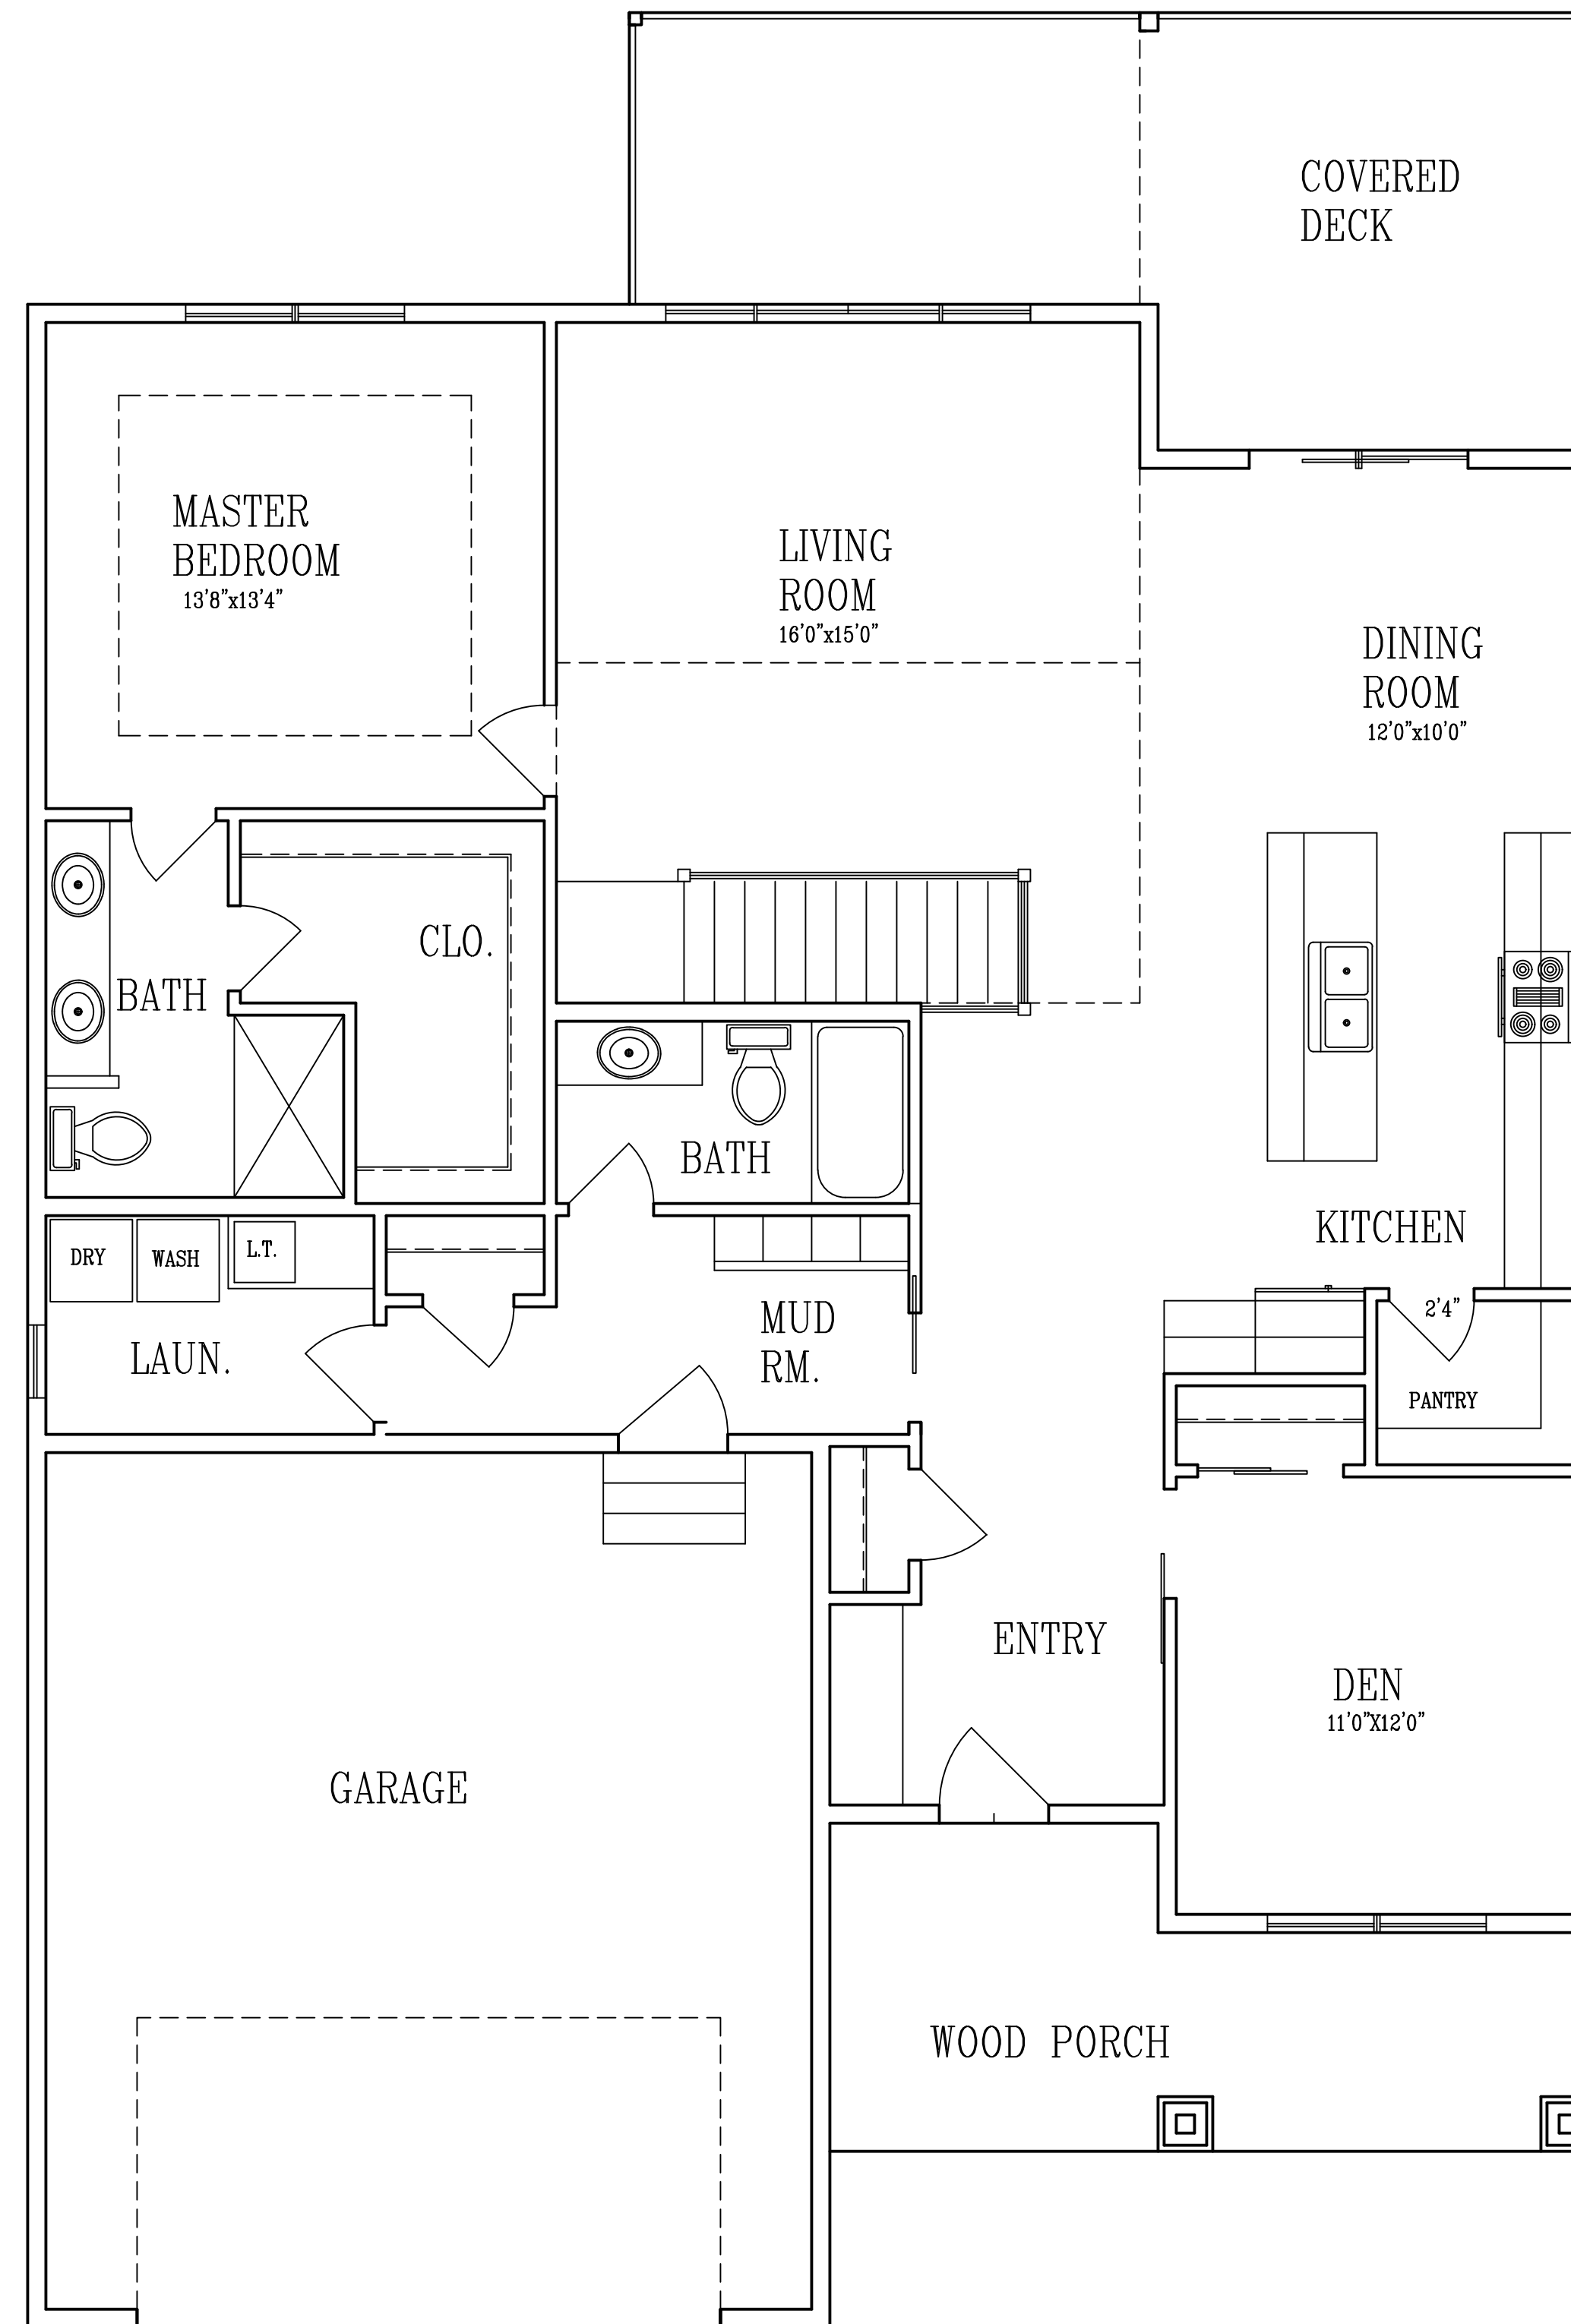 COVERED
DECK
MASTER
BEDROOM
13'8"x13'4"
LIVING
ROOM
16'0"x15'0"
DINING
ROOM
12'0"x10'0"
CLO.
BATH
BATH
KITCHEN
DRY
WASH
L.T.
2'4"
MUD
RM.
LAUN.
PANTRY
ENTRY
DEN
11'0"X12'0"
GARAGE
WOOD PORCH